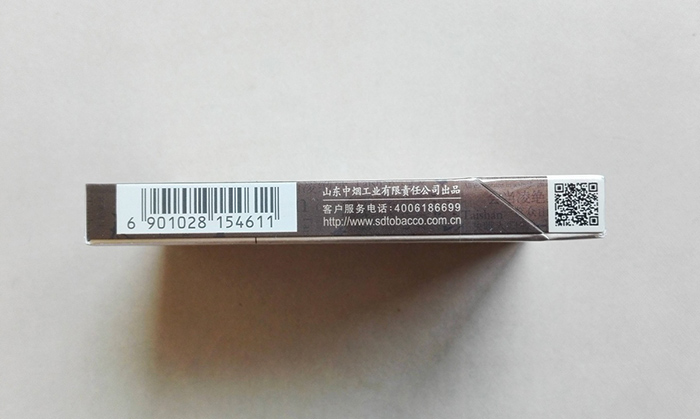 6 901028 154611
山东中烟工业有限责任公司出品
客户服务电话:4006186699
http://www.sdtobacco.com.cn
Taishan